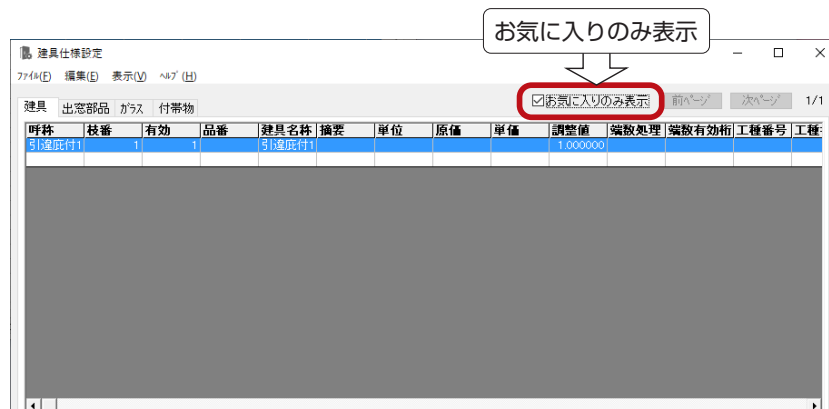 お気に入りのみ表示
建具仕様設定
ﾌｧｲﾙ(F) 編集(E) 表示(V) ﾍﾙﾌﾟ(H)
建具 出窓部品 ｶﾞﾗｽ 付帯物 ☑お気に入りのみ表示 前ﾍﾟｰｼﾞ 次ﾍﾟｰｼﾞ 1/1
呼称 枝番 有効 品番 建具名称 摘要 単位 原価 単価 調整値 端数処理 端数有効桁 工種番号
引違庇付1 1 1 引違庇付1 1.000000